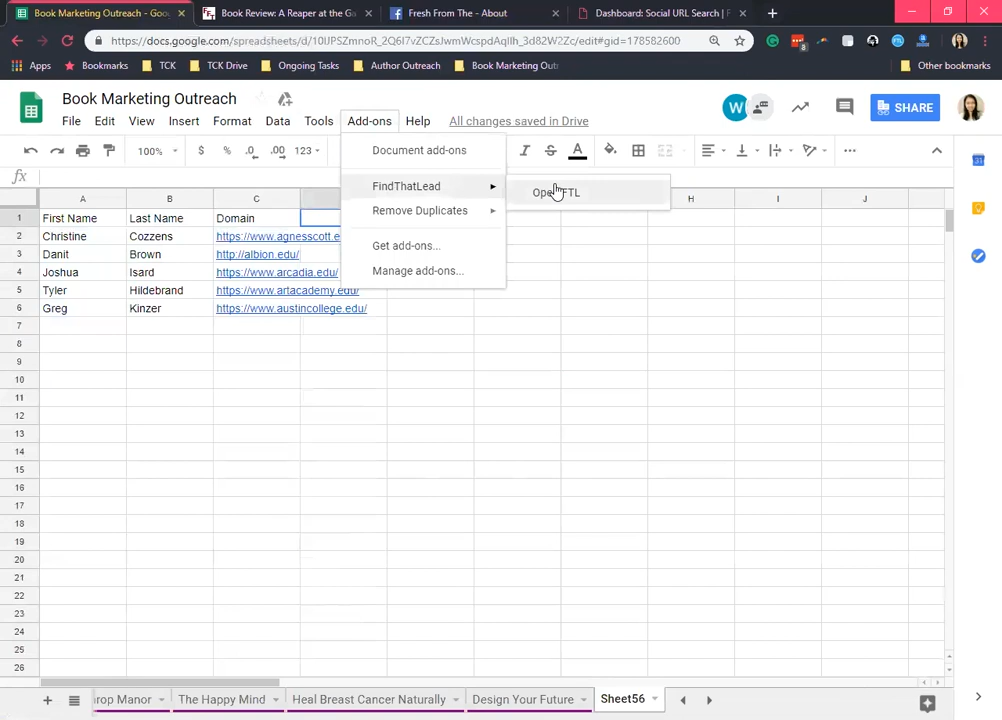 Book Marketing Outreach - Goo
Book Review: A Reaper at the Ga
Fresh From The - About
Dashboard: Social URL Search | F
https://docs.google.com/spreadsheets/d/
Apps
Bookmarks
TCK
TCK Drive
Ongoing Tasks
Author Outreach
Book Marketing Outr
Other bookmarks
Book Marketing Outreach
File Edit View Insert Format Data Tools Add-ons Help All changes saved in Drive
W
SHARE
100% $ % .0 .00 123
fx
Document add-ons
FindThatLead
Remove Duplicates
Get add-ons...
Manage add-ons...
Open FTL
A B C H I J
1 First Name Last Name Domain
2 Christine Cozzens https://www.agnesscott.e
3 Danit Brown http://albion.edu/
4 Joshua Isard https://www.arcadia.edu/
5 Tyler Hildebrand https://www.artacademy.edu/
6 Greg Kinzer https://www.austincollege.edu/
7
8
9
10
11
12
13
14
15
16
17
18
19
20
21
22
23
24
25
26
hrop Manor
The Happy Mind
Heal Breast Cancer Naturally
Design Your Future
Sheet56